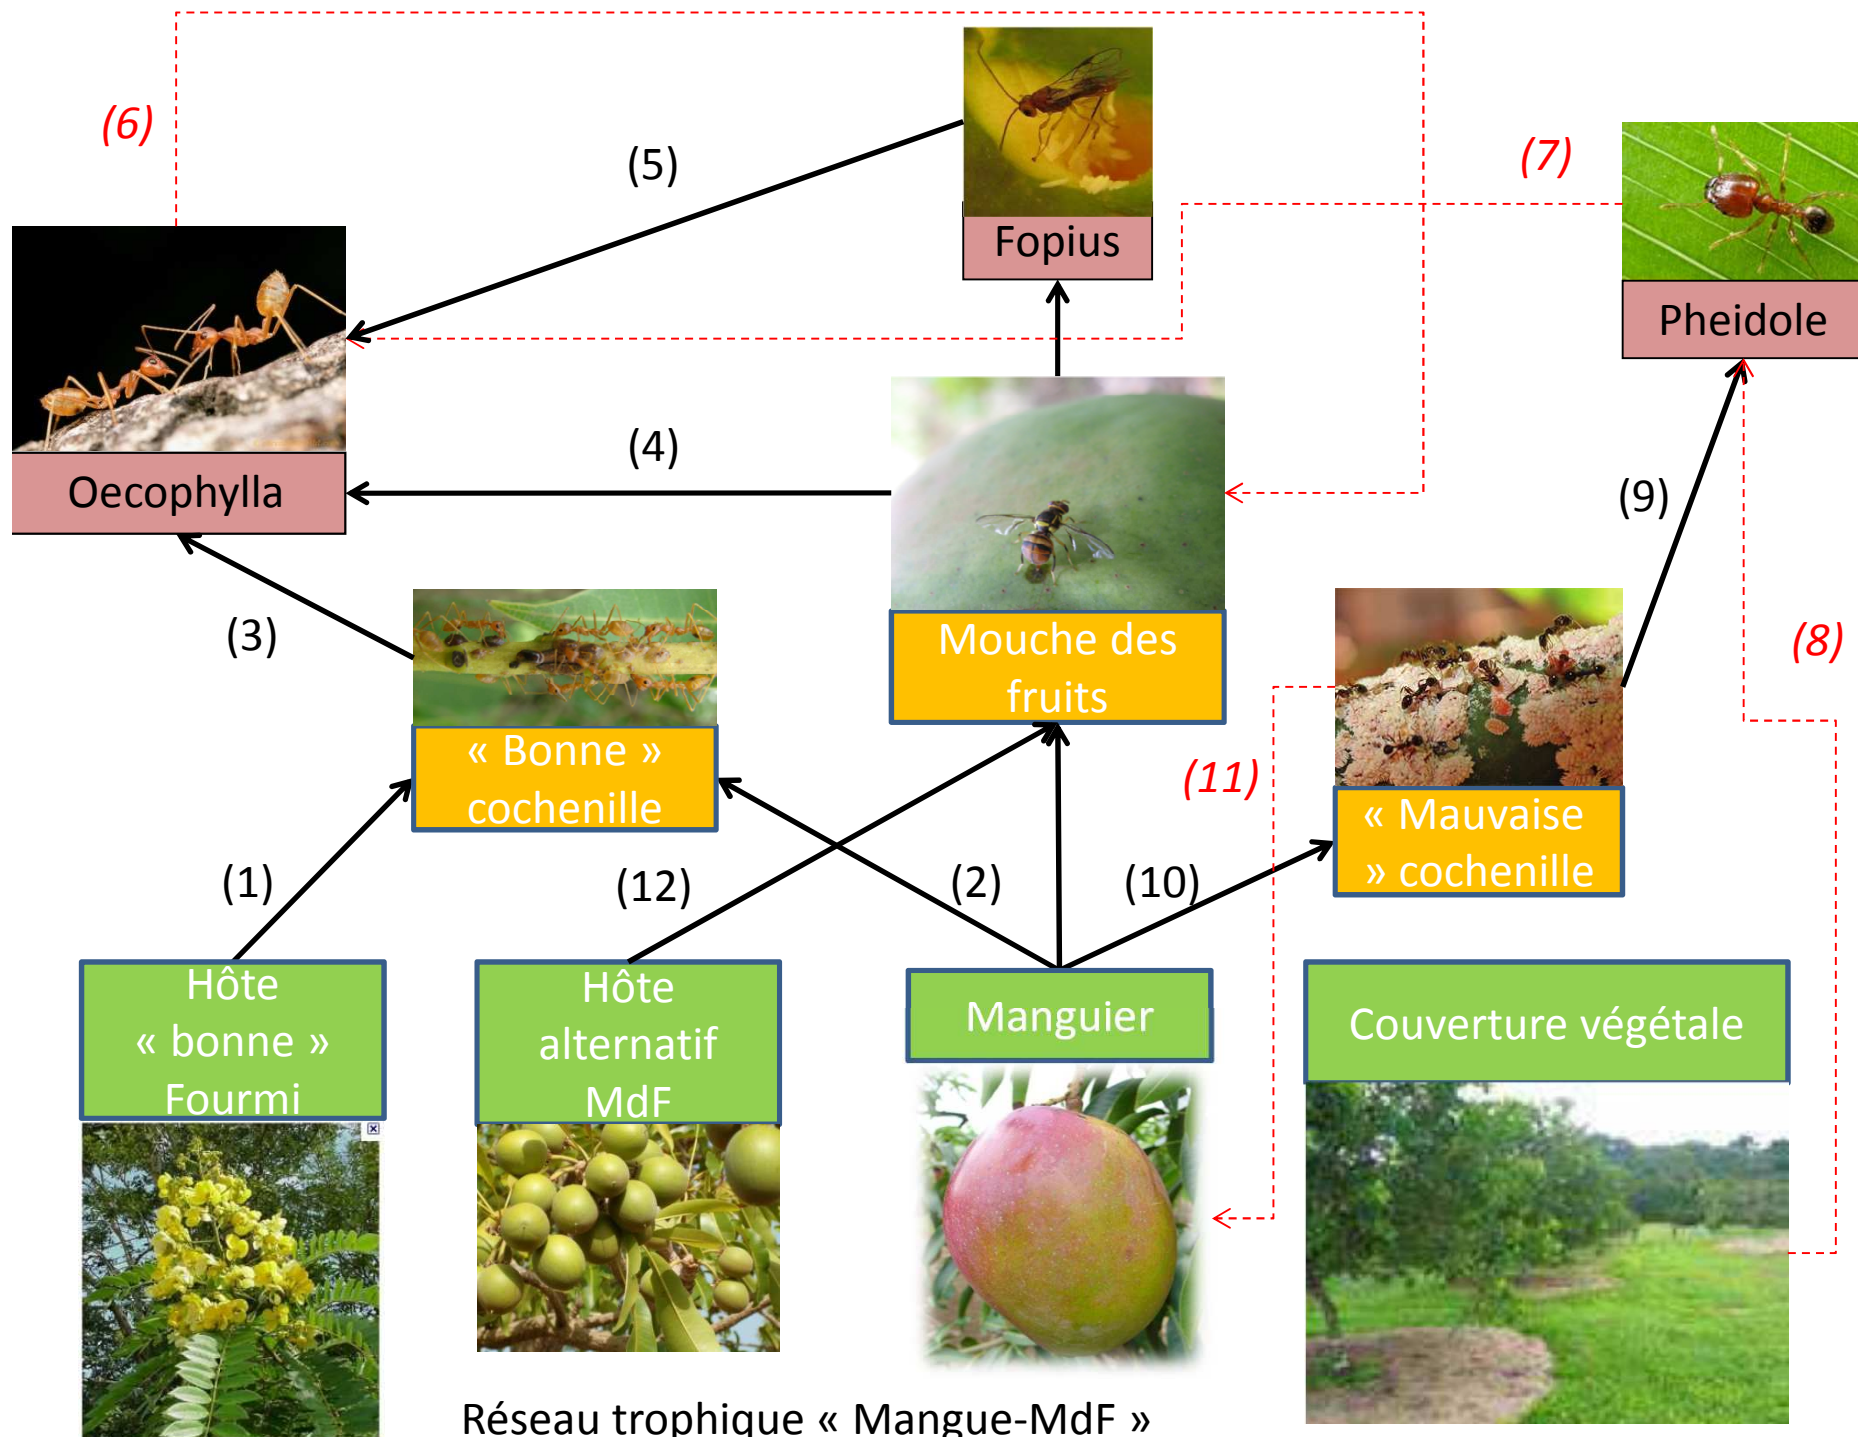 (6)
(5)
(7)
Fopius
Pheidole
(4)
Oecophylla
(9)
(3)
Mouche des
fruits
(8)
« Bonne »
cochenille
(11)
« Mauvaise
» cochenille
(1)
(12)
(2)
(10)
Hôte
« bonne »
Fourmi
Hôte
alternatif
MdF
Manguier
Couverture végétale
Réseau trophique « Mangue-MdF »